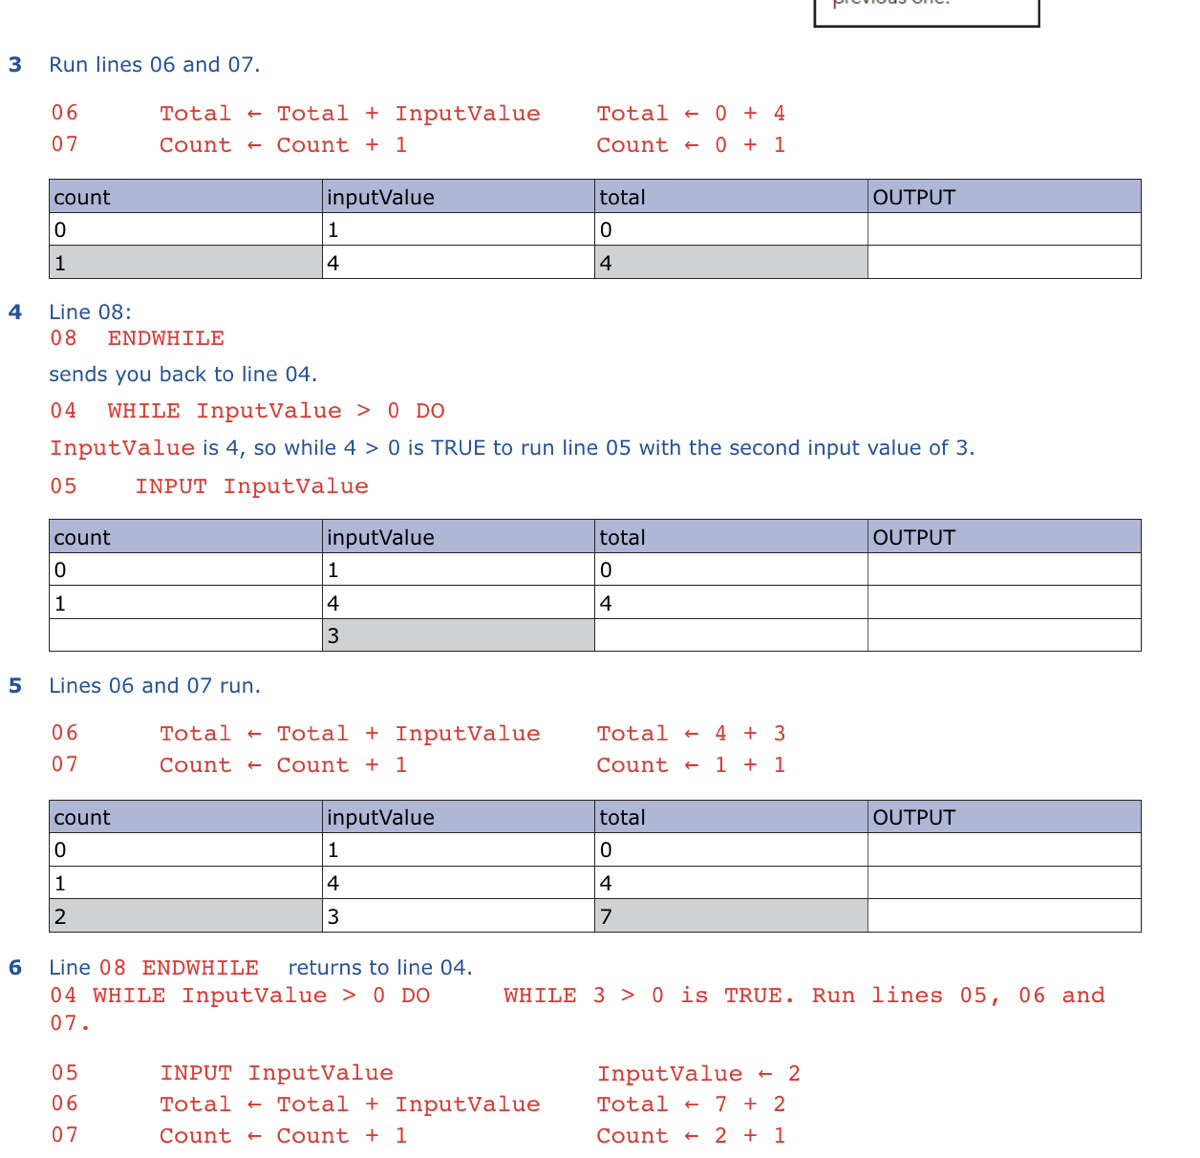 previous one.
3 Run lines 06 and 07.
06 Total ← Total + InputValue Total ← 0 + 4
07 Count ← Count + 1 Count ← 0 + 1
count inputValue total OUTPUT
0 1 0
1 4 4
4 Line 08:
08 ENDWHILE
sends you back to line 04.
04 WHILE InputValue > 0 DO
InputValue is 4, so while 4 > 0 is TRUE to run line 05 with the second input value of 3.
05 INPUT InputValue
count inputValue total OUTPUT
0 1 0
1 4 4
3
5 Lines 06 and 07 run.
06 Total ← Total + InputValue Total ← 4 + 3
07 Count ← Count + 1 Count ← 1 + 1
count inputValue total OUTPUT
0 1 0
1 4 4
2 3 7
6 Line 08 ENDWHILE returns to line 04.
04 WHILE InputValue > 0 DO WHILE 3 > 0 is TRUE. Run lines 05, 06 and
07.
05 INPUT InputValue InputValue ← 2
06 Total ← Total + InputValue Total ← 7 + 2
07 Count ← Count + 1 Count ← 2 + 1